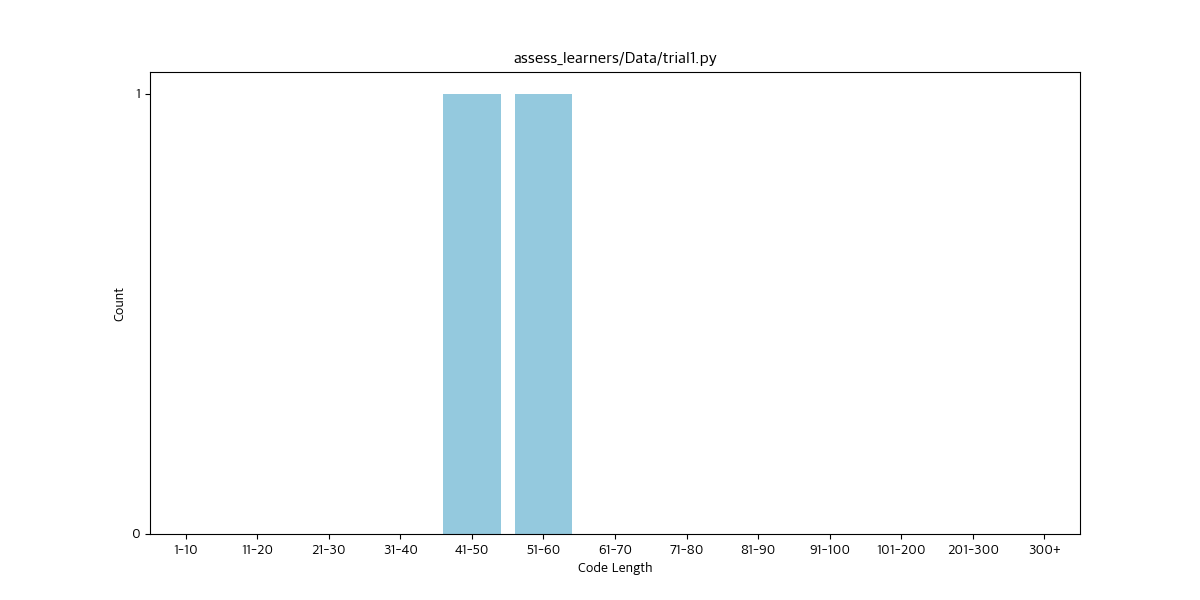 assess_learners/Data/trial1.py
1
Count
0
1-10 11-20 21-30 31-40 41-50 51-60 61-70 71-80 81-90 91-100 101-200 201-300 300+
Code Length